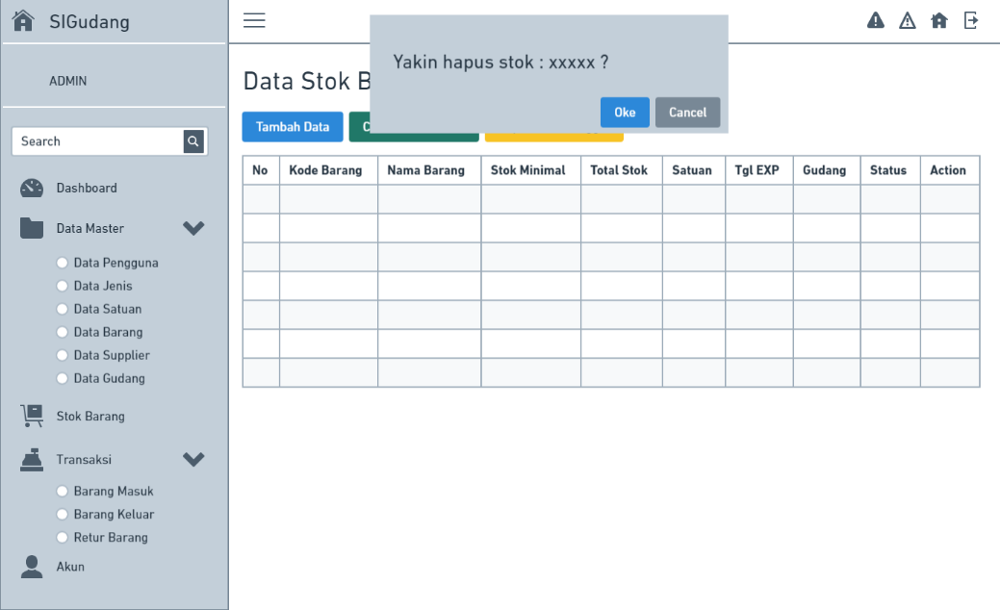 SIGudang
ADMIN
Search
Dashboard
Data Master
Data Pengguna
Data Jenis
Data Satuan
Data Barang
Data Supplier
Data Gudang
Stok Barang
Transaksi
Barang Masuk
Barang Keluar
Retur Barang
Akun
Yakin hapus stok : xxxxx ?
Oke Cancel
Data Stok B
Tambah Data C
No Kode Barang Nama Barang Stok Minimal Total Stok Satuan Tgl EXP Gudang Status Action